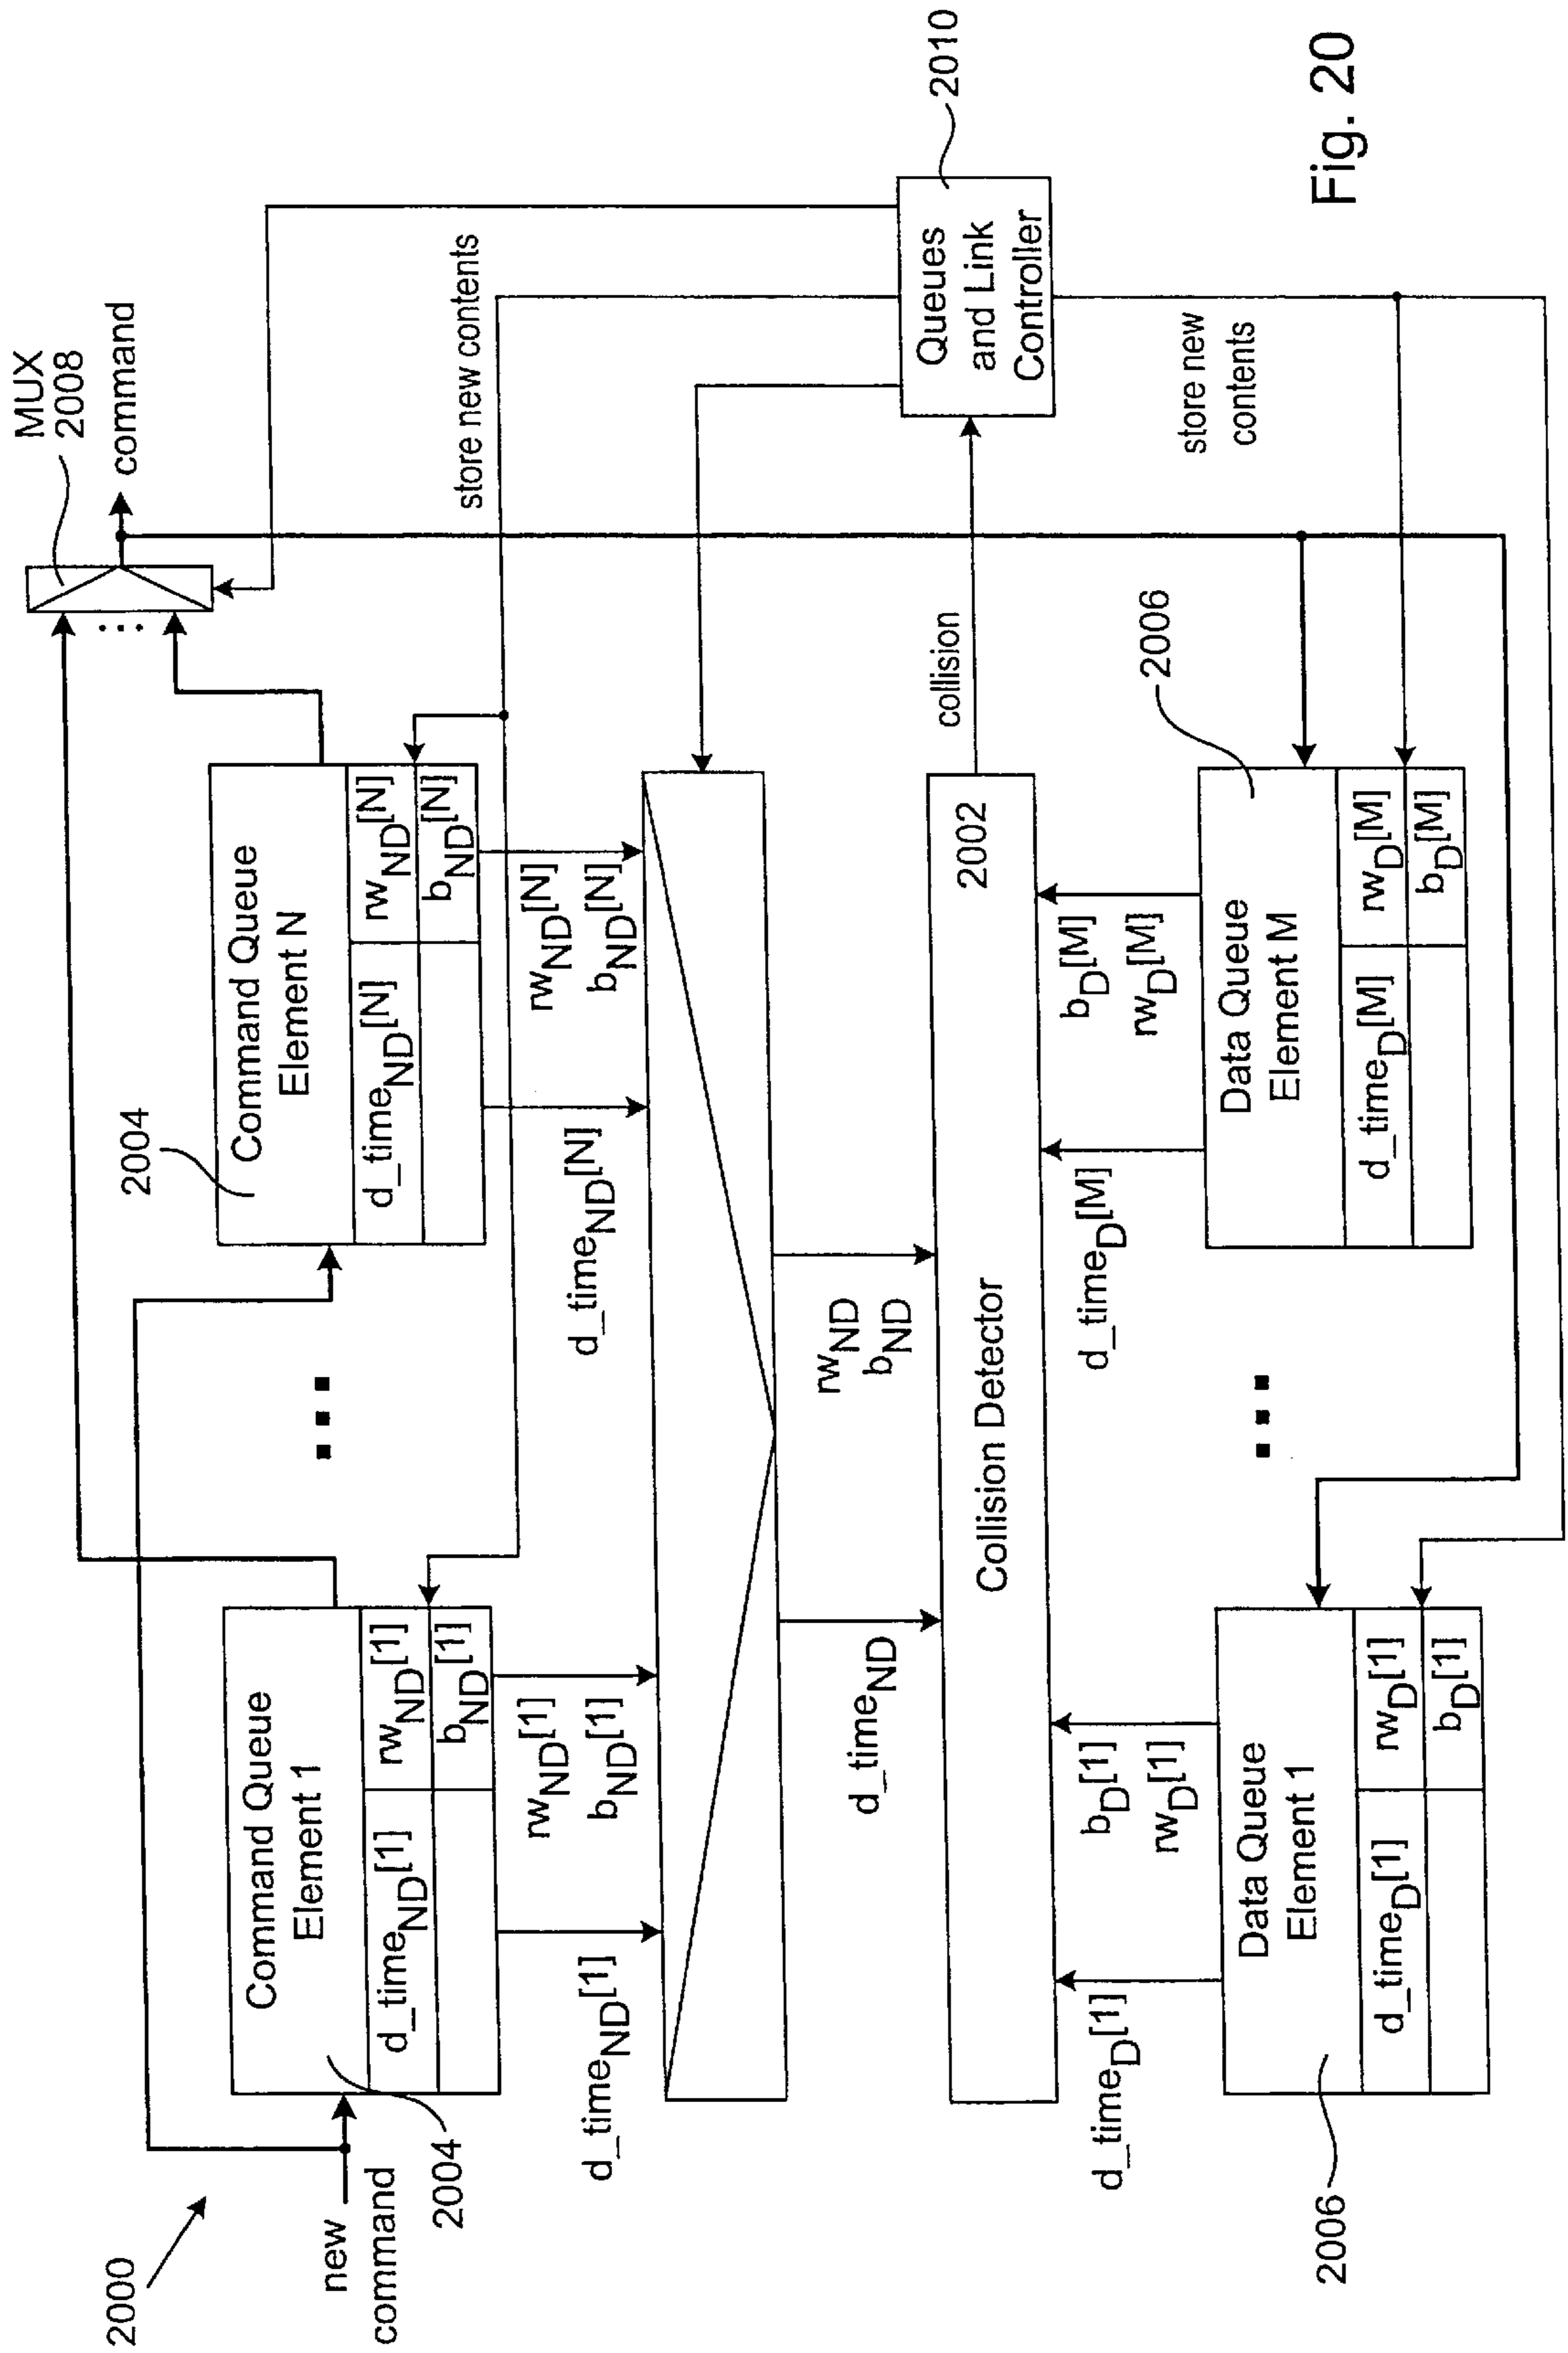 2000
new
command
2004
Command Queue
Element 1
d_timeND[1]
rwND[1]
bND[1]
2004
Command Queue
Element N
d_timeND[N]
rwND[N]
bND[N]
MUX
2008
command
store new contents
d_timeND[1]
rwND[1]
bND[1]
d_timeND[N]
rwND[N]
bND[N]
d_timeND
rwND
bND
Collision Detector
2002
collision
Queues
and Link
Controller
2010
d_timeD[1]
bD[1]
rwD[1]
d_timeD[M]
bD[M]
rwD[M]
store new
contents
2006
Data Queue
Element 1
d_timeD[1]
rwD[1]
bD[1]
2006
Data Queue
Element M
d_timeD[M]
rwD[M]
bD[M]
Fig. 20